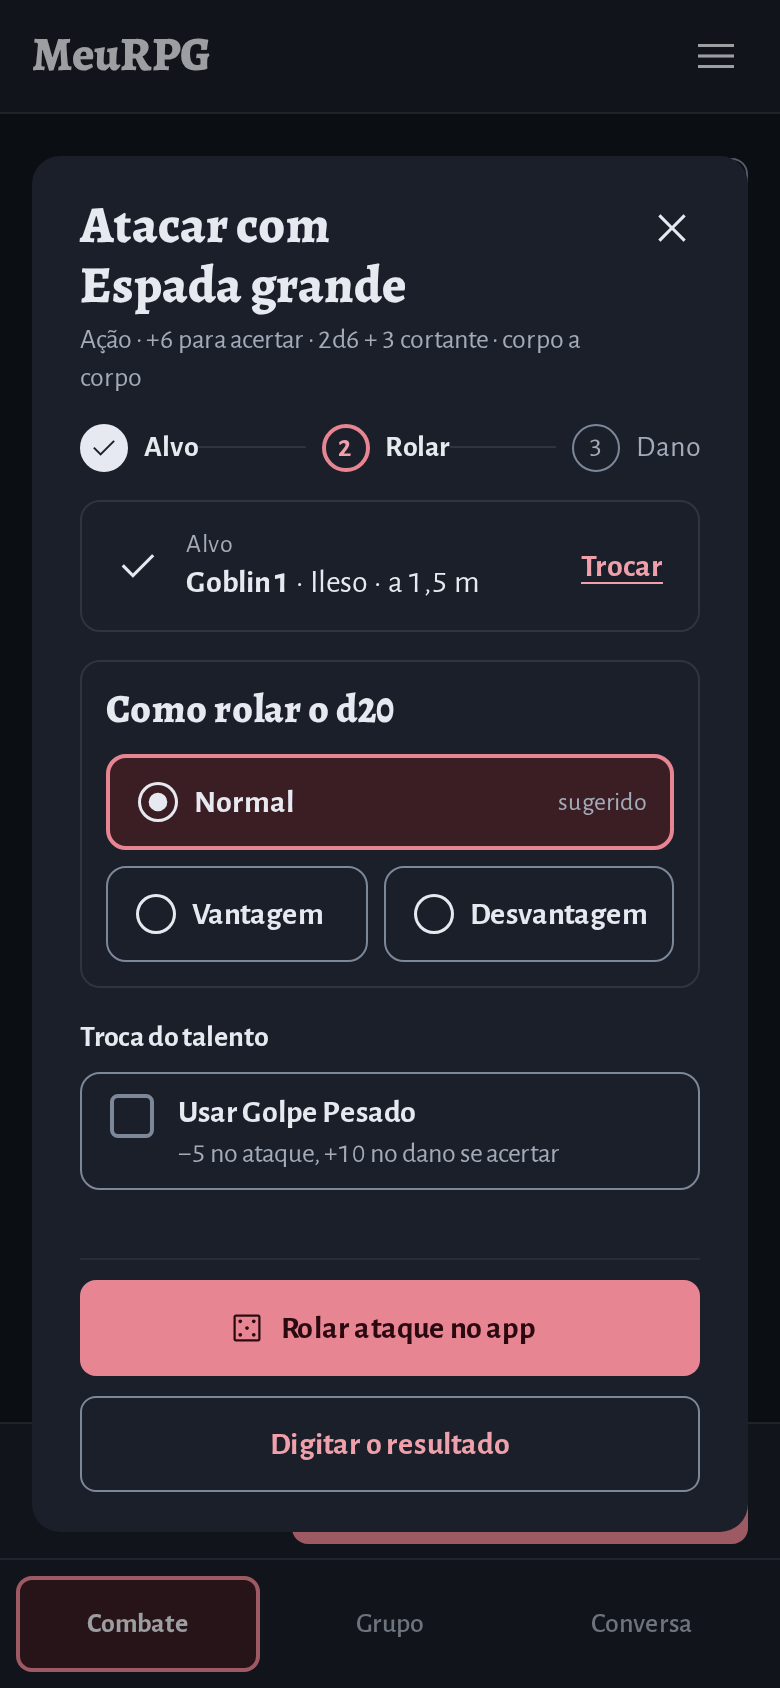 MeuRPG
Atacar com
Espada grande
Ação · +6 para acertar · 2d6 + 3 cortante · corpo a
corpo
Alvo
2 Rolar
3 Dano
Alvo
Goblin 1 · Ileso · a 1,5 m
Trocar
Como rolar o d20
Normal
sugerido
Vantagem
Desvantagem
Troca do talento
Usar Golpe Pesado
−5 no ataque, +10 no dano se acertar
Rolar ataque no app
Digitar o resultado
Combate
Grupo
Conversa